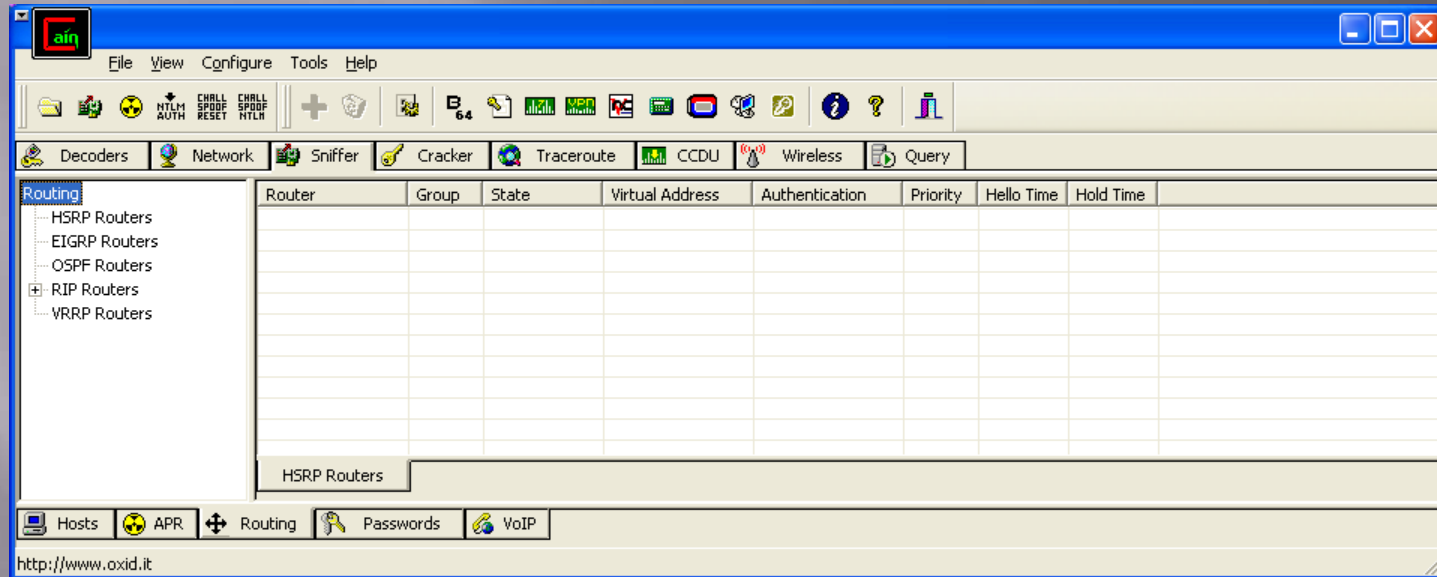 Cain
File View Configure Tools Help
NTLM AUTH CHALL SPOOF RESET CHALL SPOOF NTLM B64 VPN
Decoders Network Sniffer Cracker Traceroute CCDU Wireless Query
Routing
HSRP Routers
EIGRP Routers
OSPF Routers
RIP Routers
VRRP Routers
Router Group State Virtual Address Authentication Priority Hello Time Hold Time
HSRP Routers
Hosts APR Routing Passwords VoIP
http://www.oxid.it